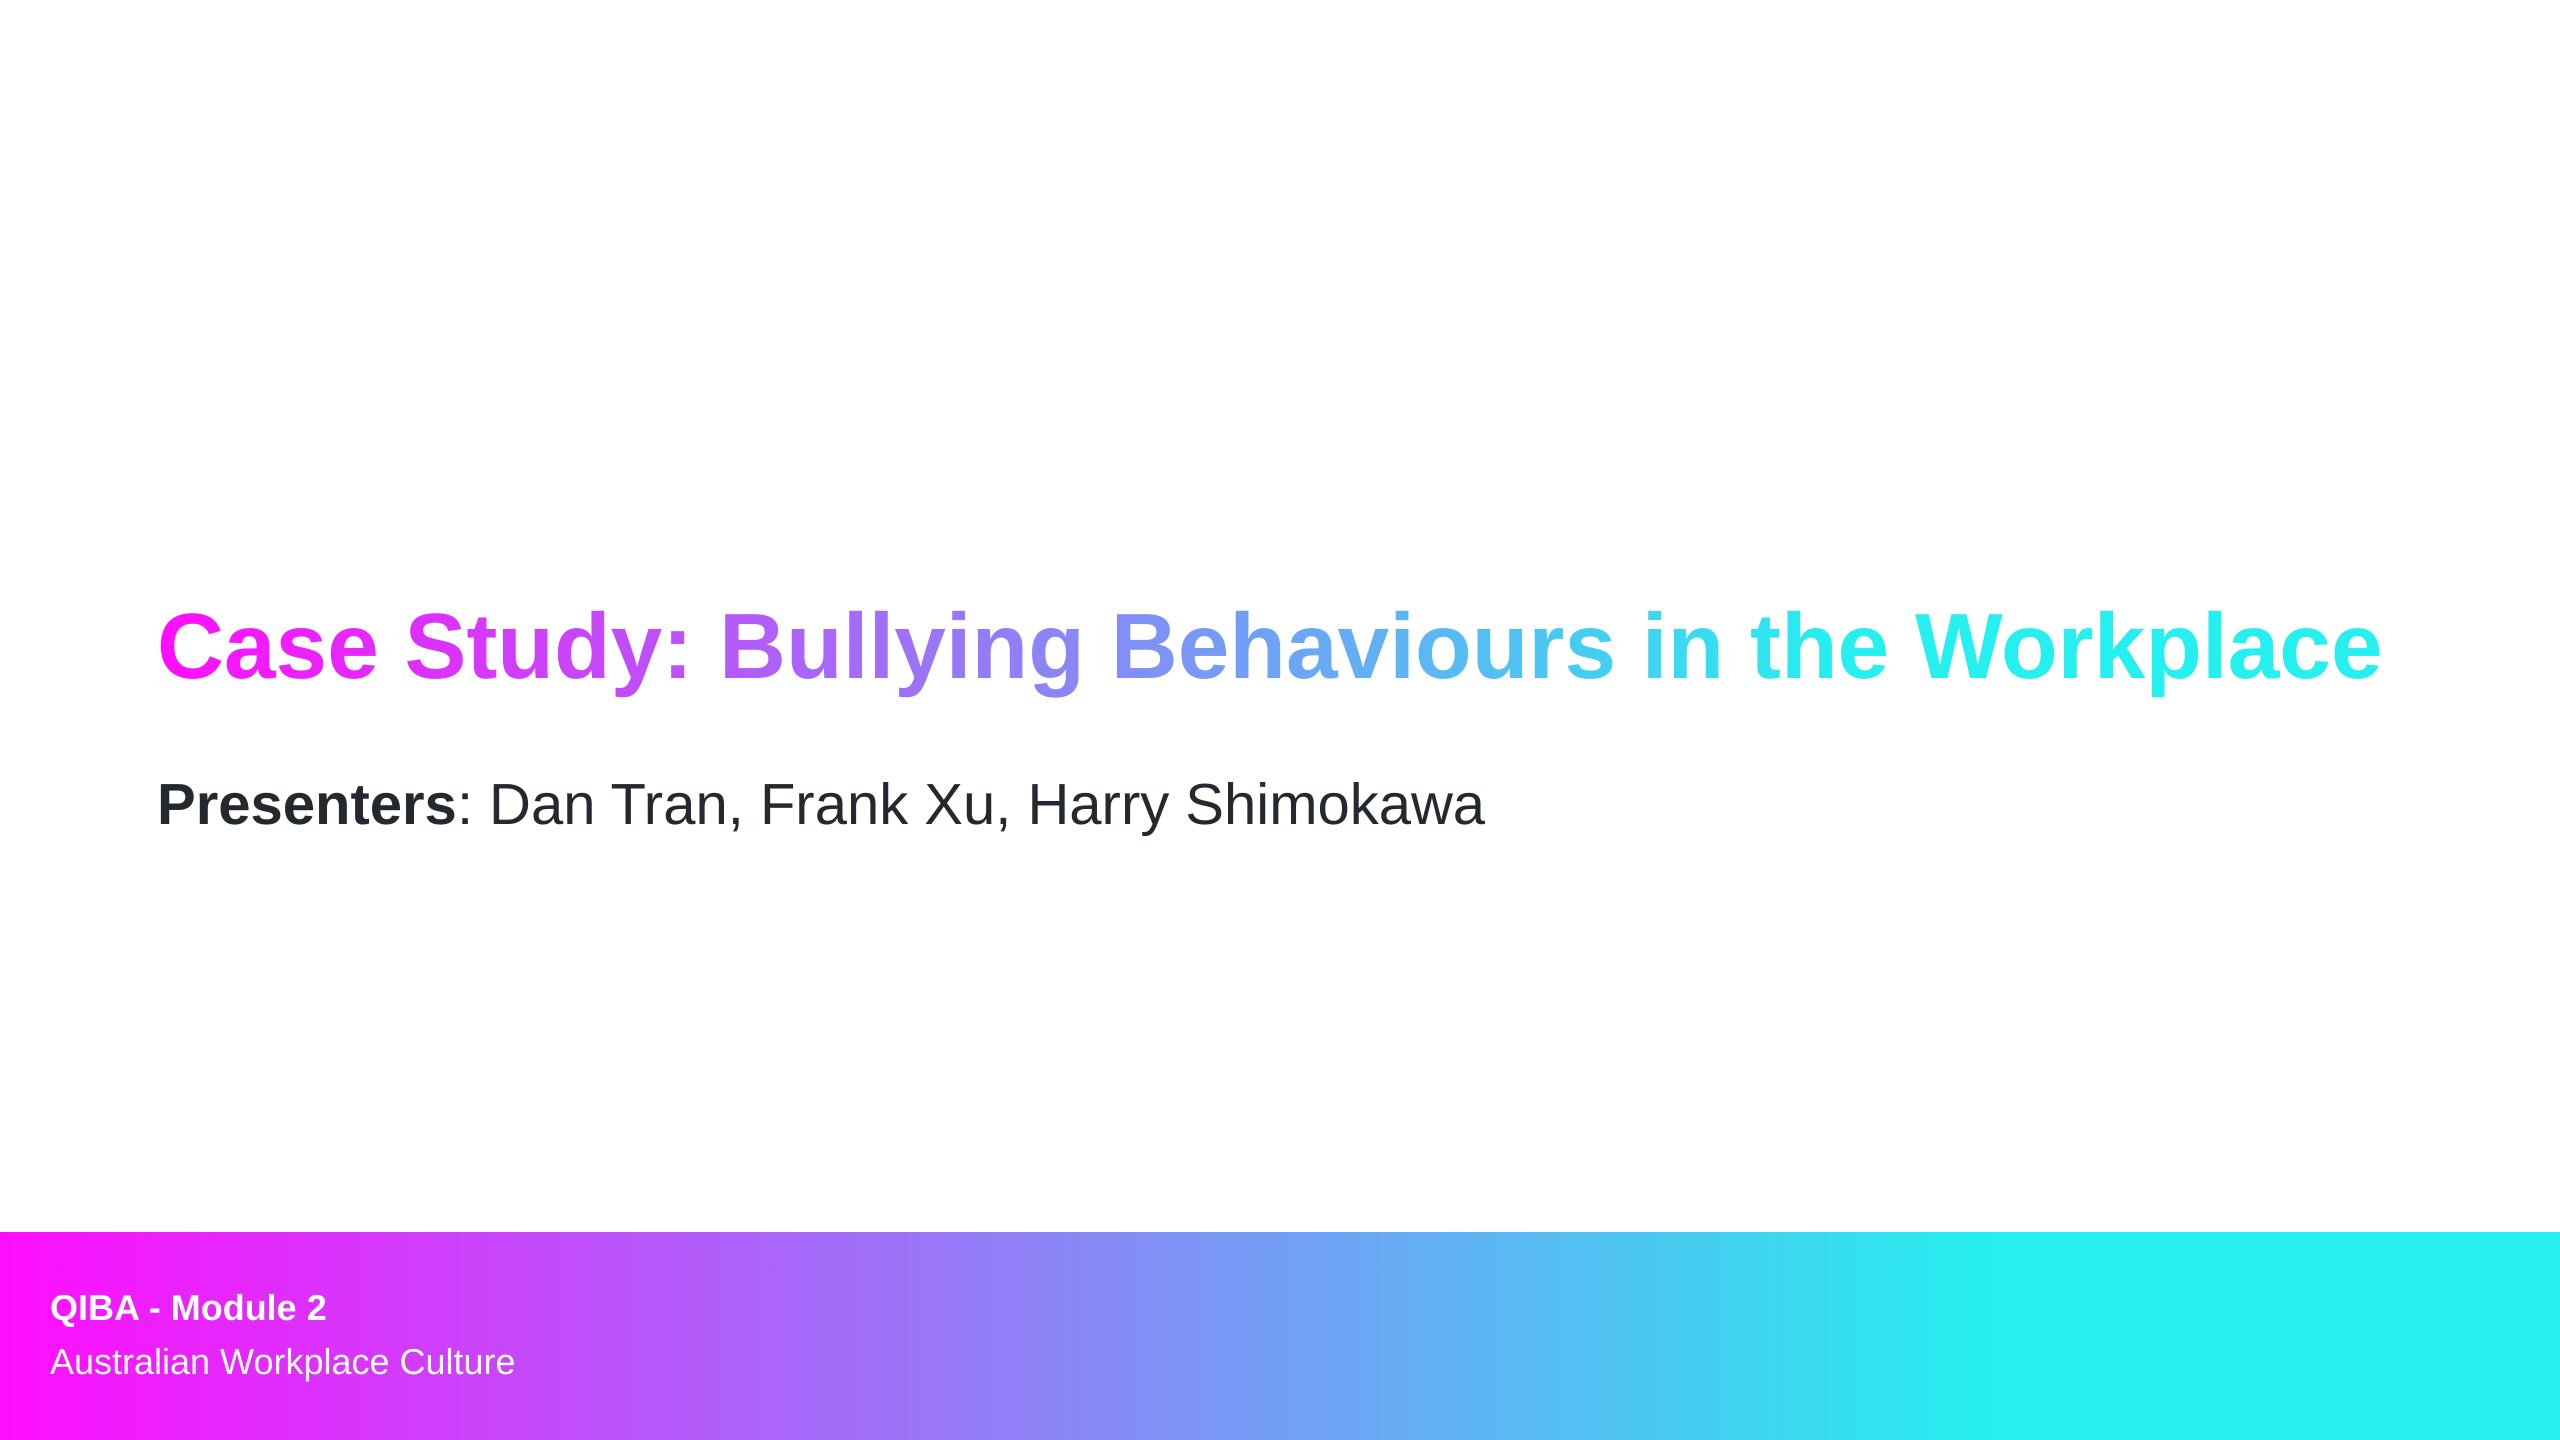 Case Study: Bullying Behaviours in the Workplace
Presenters: Dan Tran, Frank Xu, Harry Shimokawa
QIBA - Module 2
Australian Workplace Culture